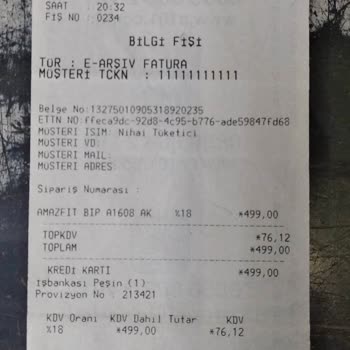 SAAT : 20:32
FİŞ NO : 0234
BİLGİ FİŞİ
TÜR : E-ARŞİV FATURA
MÜŞTERİ TCKN : 11111111111
Belge No:13275010905318920235
ETTN NO:ffeca9dc-92d8-4c95-b776-ade59847fd68
MÜŞTERİ İSİM: Nihai Tüketici
MÜŞTERİ VD:
MÜŞTERİ MAİL:
MÜŞTERİ ADRES:
Sipariş Numarası :
AMAZFIT BIP A1608 AK %18 *499,00
TOPKDV *76,12
TOPLAM *499,00
KREDİ KARTI *499,00
İşbankası Peşin (1)
Provizyon No : 213421
KDV Oranı KDV Dahil Tutar KDV
%18 *499,00 *76,12